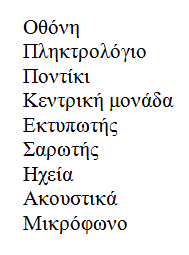 Οθόνη
Πληκτρολόγιο
Ποντίκι
Κεντρική μονάδα
Εκτυπωτής
Σαρωτής
Ηχεία
Ακουστικά
Μικρόφωνο